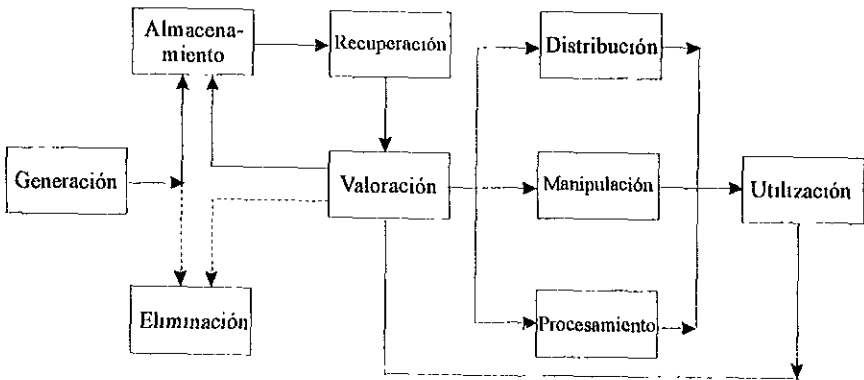 Almacena-
miento
Recuperación
Distribución
Generación
Valoración
Manipulación
Utilización
Eliminación
Procesamiento